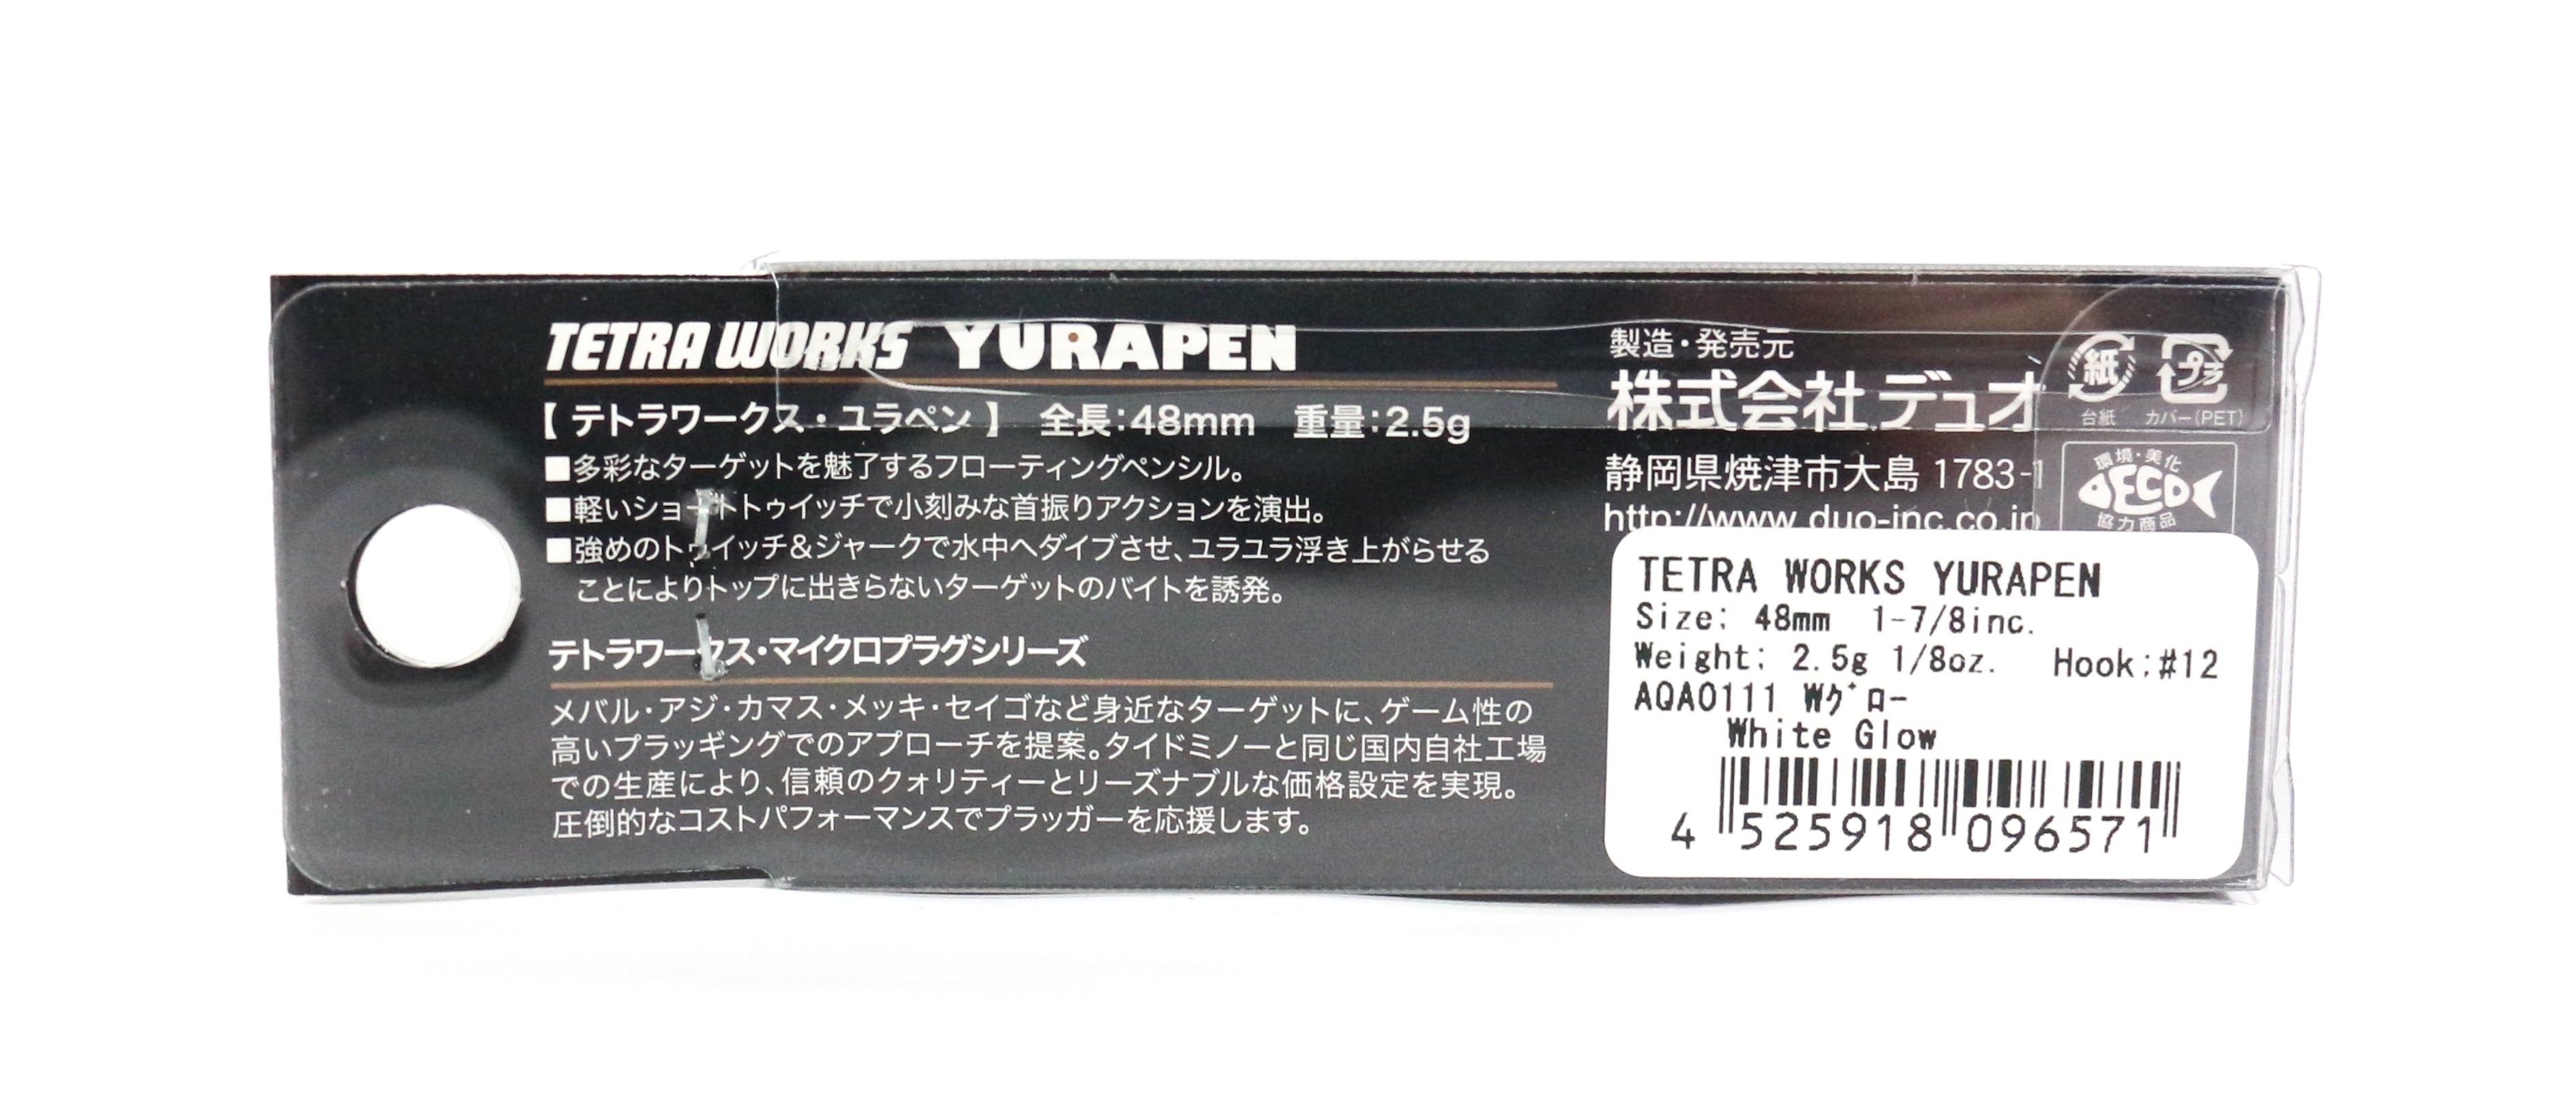 TETRA WORKS YURAPEN
【 テトラワークス・ユラペン 】 全長：48mm 重量：2.5g
■多彩なターゲットを魅了するフローティングペンシル。
■軽いショートトゥイッチで小刻みな首振りアクションを演出。
■強めのトゥイッチ&ジャークで水中へダイブさせ、ユラユラ浮き上がらせる
ことによりトップに出きらないターゲットのバイトを誘発。
テトラワークス・マイクロプラグシリーズ
メバル・アジ・カマス・メッキ・セイゴなど身近なターゲットに、ゲーム性の
高いプラッギングでのアプローチを提案。タイドミノーと同じ国内自社工場
での生産により、信頼のクォリティーとリーズナブルな価格設定を実現。
圧倒的なコストパフォーマンスでプラッガーを応援します。
製造・発売元
株式会社デュオ
静岡県焼津市大島 1783-1
http://www.duo-inc.co.jp
紙 プラ
台紙 カバー(PET)
環境・美化
ECO
協力商品
TETRA WORKS YURAPEN
Size: 48mm 1-7/8inc.
Weight: 2.5g 1/8oz. Hook:#12
AQA0111 Wｸﾞﾛｰ
White Glow
4 525918 096571